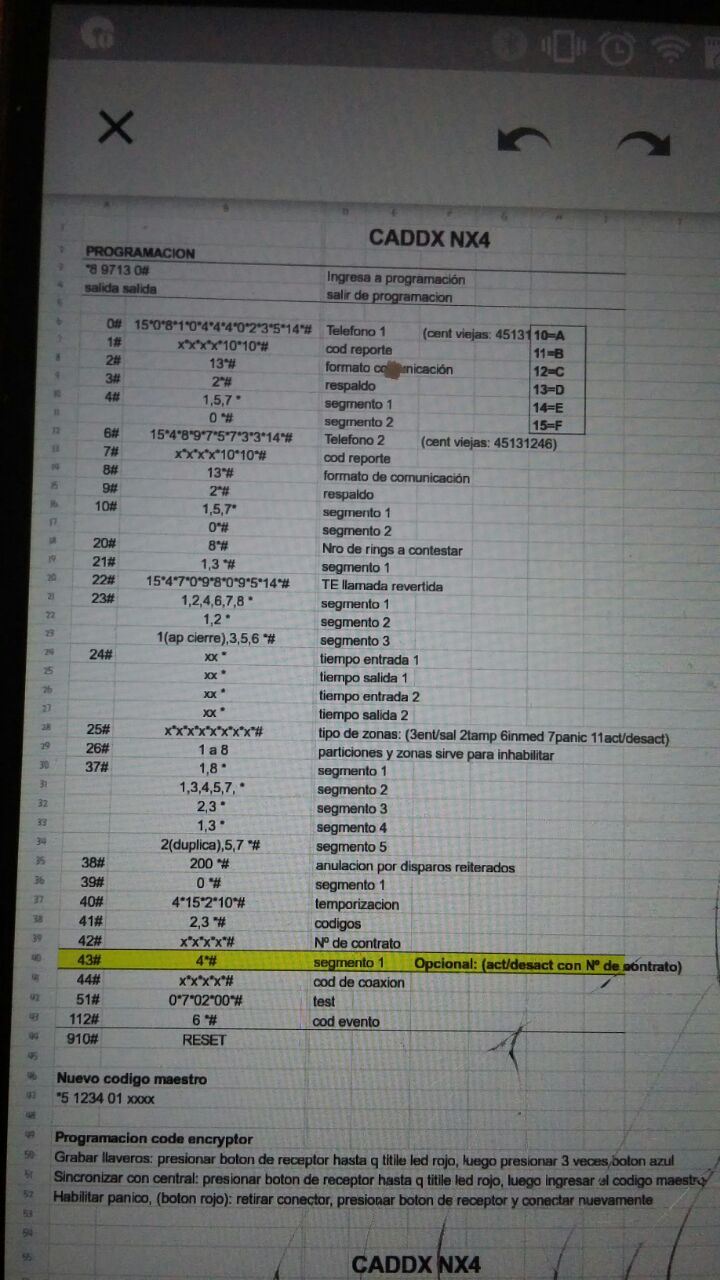 CADDX NX4
PROGRAMACION
*8 9713 0# Ingresa a programación
salida salida salir de programacion
0# 15*0*8*1*0*4*4*4*0*2*3*5*14*# Telefono 1 (cent viejas: 45131 10=A
1# x*x*x*x*10*10*# cod reporte 11=B
2# 13*# formato comunicación 12=C
3# 2*# respaldo 13=D
4# 1,5,7 * segmento 1 14=E
0 *# segmento 2 15=F
6# 15*4*8*9*7*5*7*3*3*14*# Telefono 2 (cent viejas: 45131246)
7# x*x*x*x*10*10*# cod reporte
8# 13*# formato de comunicación
9# 2*# respaldo
10# 1,5,7* segmento 1
0*# segmento 2
20# 8*# Nro de rings a contestar
21# 1,3 *# segmento 1
22# 15*4*7*0*9*8*0*9*5*14*# TE llamada revertida
23# 1,2,4,6,7,8 * segmento 1
1,2 * segmento 2
1(ap cierre),3,5,6 *# segmento 3
24# xx * tiempo entrada 1
xx * tiempo salida 1
xx * tiempo entrada 2
xx * tiempo salida 2
25# x*x*x*x*x*x*x*x*# tipo de zonas: (3ent/sal 2tamp 6inmed 7panic 11act/desact)
26# 1 a 8 particiones y zonas sirve para inhabilitar
37# 1,8 * segmento 1
1,3,4,5,7, * segmento 2
2,3 * segmento 3
1,3 * segmento 4
2(duplica),5,7 *# segmento 5
38# 200 *# anulacion por disparos reiterados
39# 0 *# segmento 1
40# 4*15*2*10*# temporizacion
41# 2,3 *# codigos
42# x*x*x*x*# Nº de contrato
43# 4*# segmento 1 Opcional: (act/desact con Nº de contrato)
44# x*x*x*x*# cod de coaxion
51# 0*7*02*00*# test
112# 6 *# cod evento
910# RESET
Nuevo codigo maestro
*5 1234 01 xxxx
Programacion code encryptor
Grabar llaveros: presionar boton de receptor hasta q titile led rojo, luego presionar 3 veces boton azul
Sincronizar con central: presionar boton de receptor hasta q titile led rojo, luego ingresar el codigo maestro
Habilitar panico, (boton rojo): retirar conector, presionar boton de receptor y conectar nuevamente
CADDX NX4